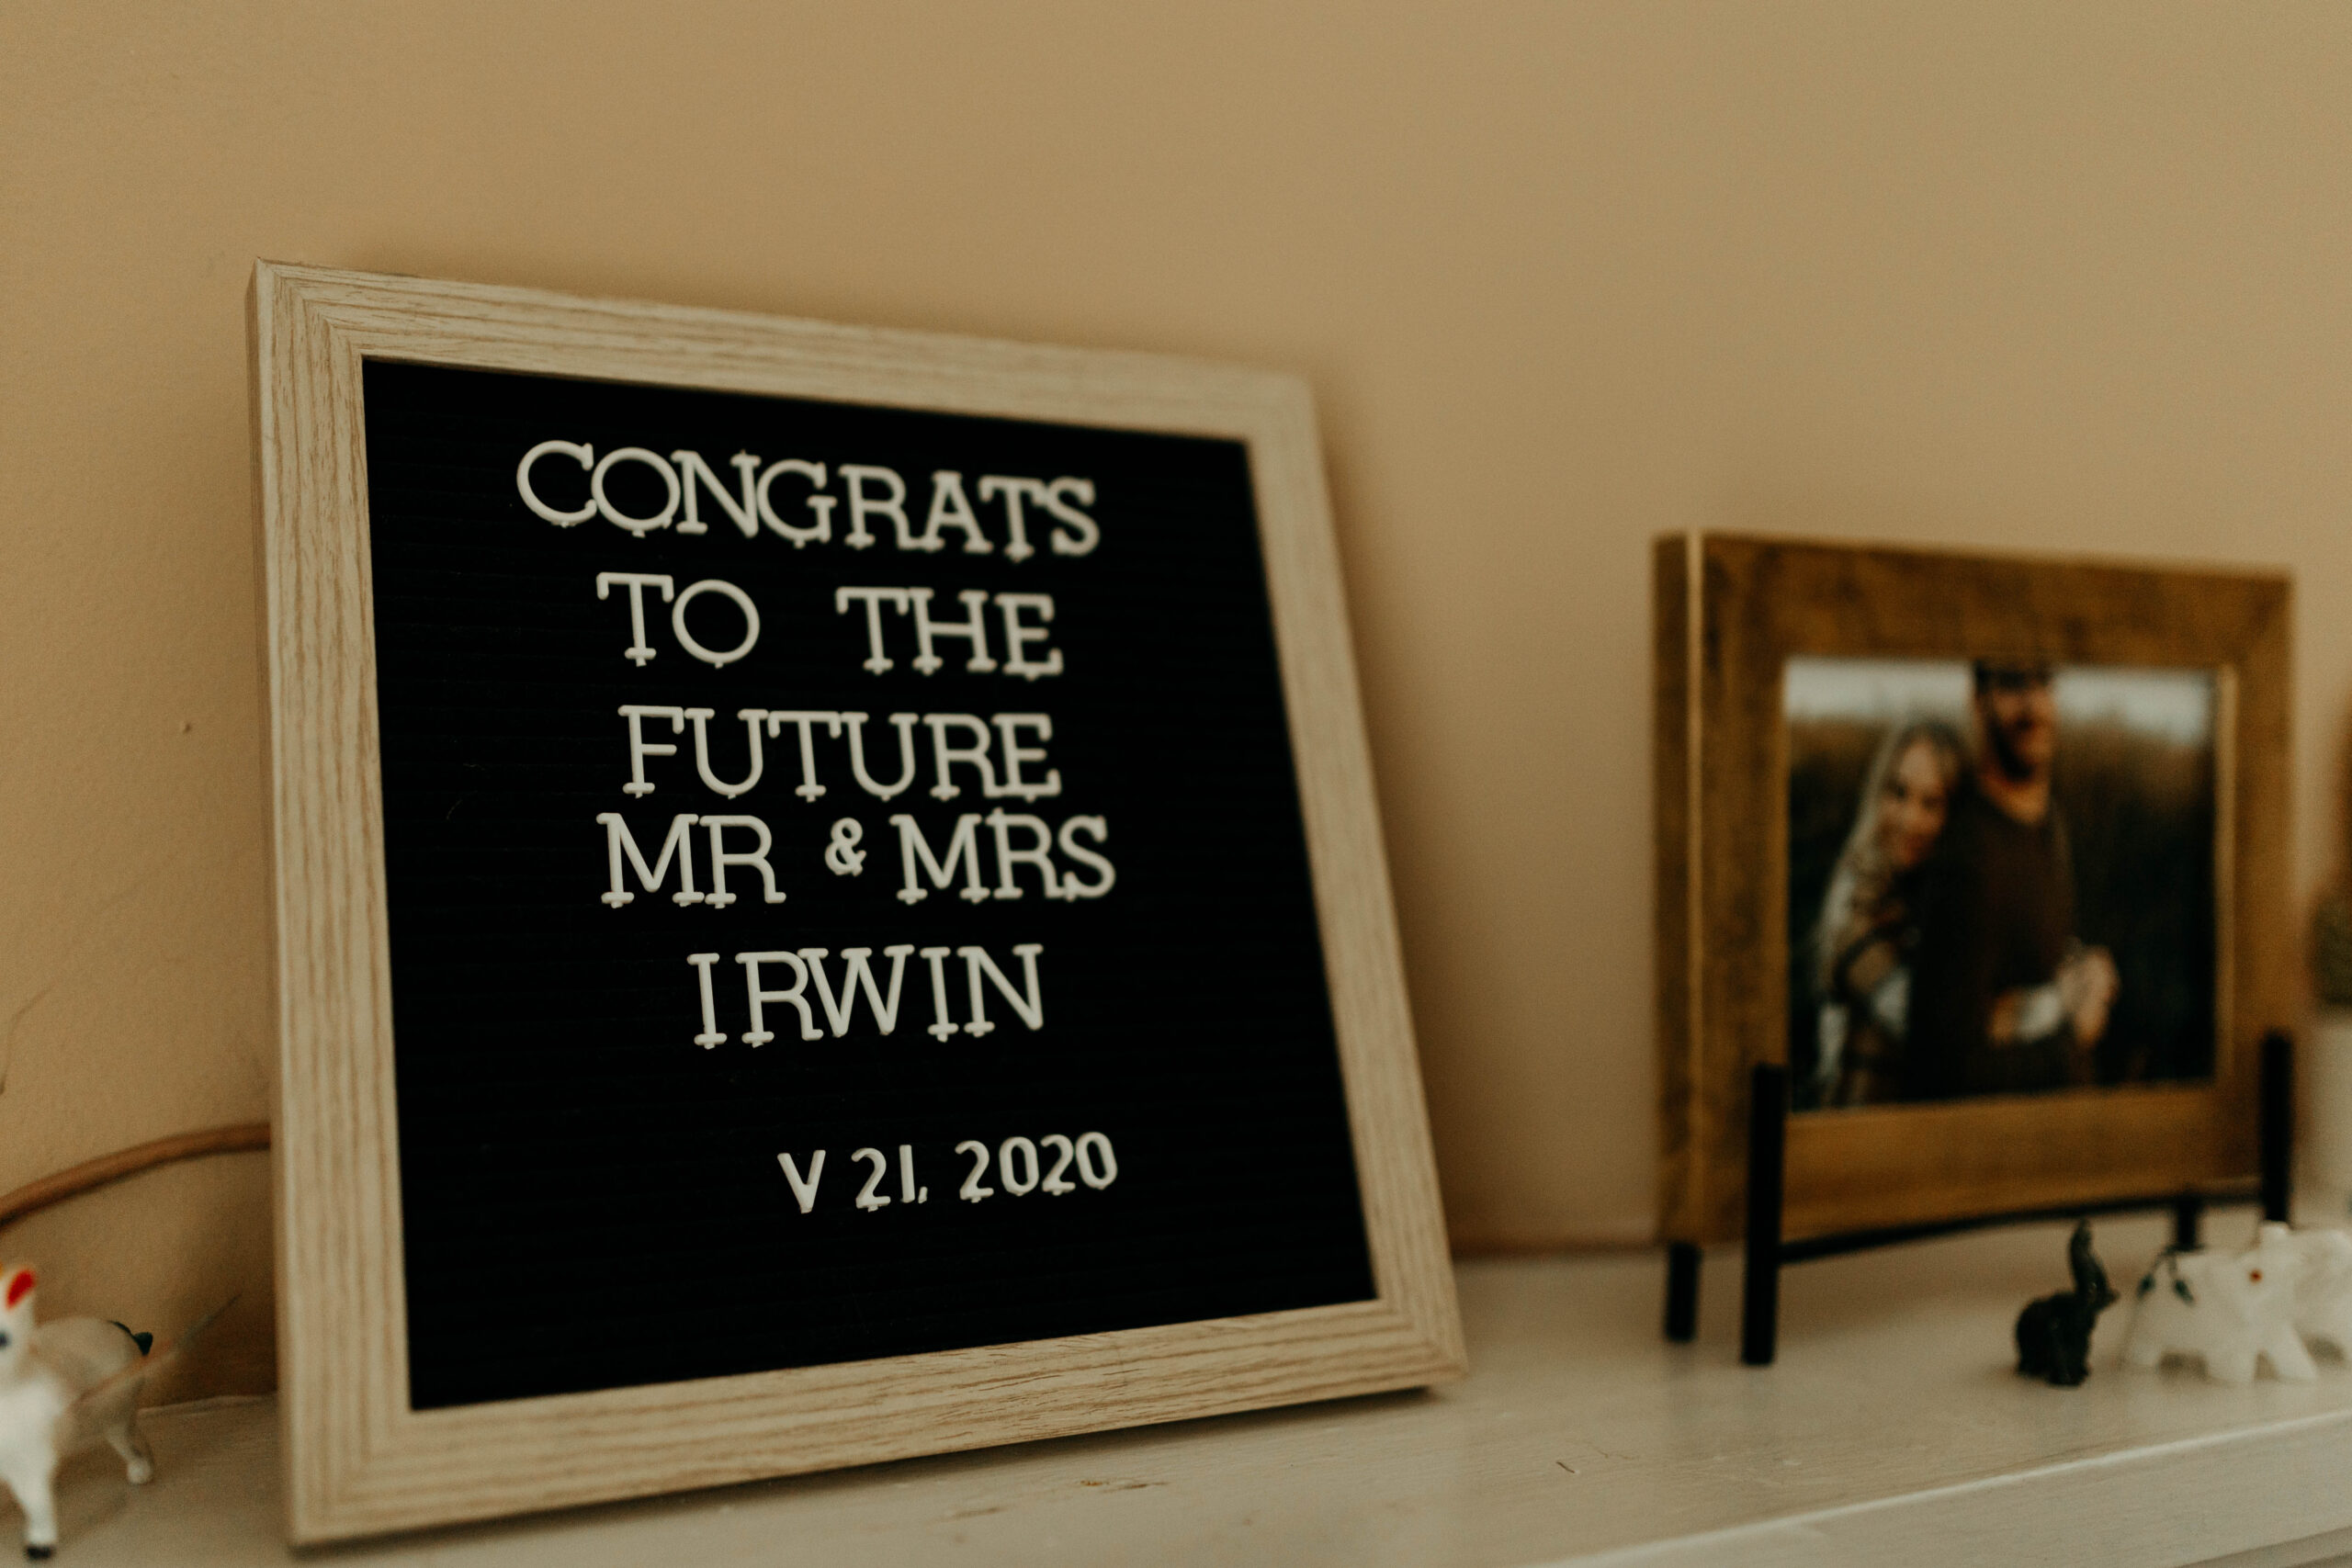 CONGRATS
TO THE
FUTURE
MR & MRS
IRWIN
V 21, 2020